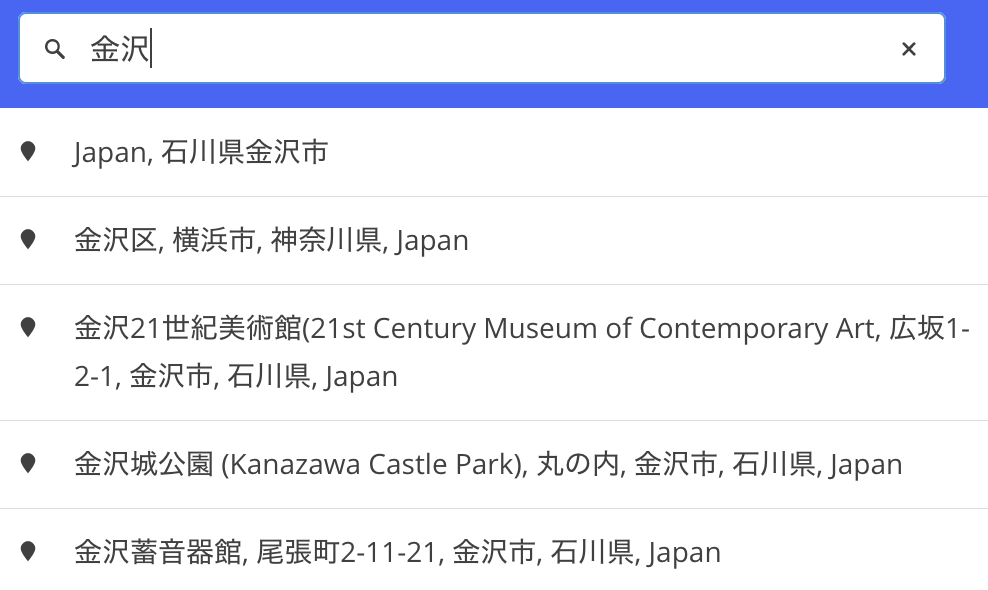 金沢
Japan, 石川県金沢市
金沢区, 横浜市, 神奈川県, Japan
金沢21世紀美術館(21st Century Museum of Contemporary Art, 広坂1-
2-1, 金沢市, 石川県, Japan
金沢城公園 (Kanazawa Castle Park), 丸の内, 金沢市, 石川県, Japan
金沢蓄音器館, 尾張町2-11-21, 金沢市, 石川県, Japan